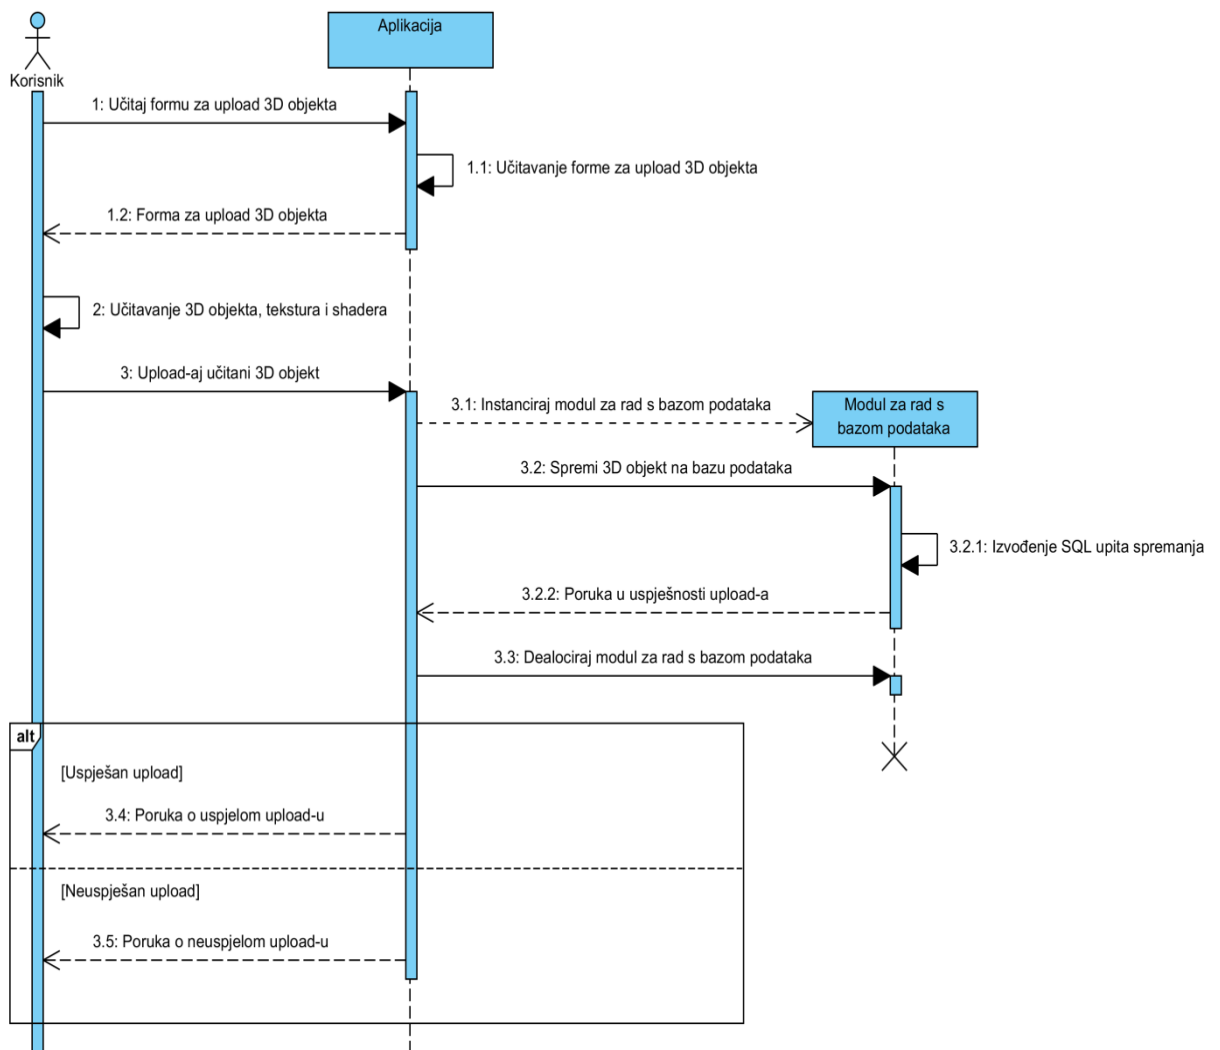 Aplikacija
Korisnik
1: Učitaj formu za upload 3D objekta
1.1: Učitavanje forme za upload 3D objekta
1.2: Forma za upload 3D objekta
2: Učitavanje 3D objekta, tekstura i shadera
3: Upload-aj učitani 3D objekt
3.1: Instanciraj modul za rad s bazom podataka
Modul za rad s
bazom podataka
3.2: Spremi 3D objekt na bazu podataka
3.2.1: Izvođenje SQL upita spremanja
3.2.2: Poruka u uspješnosti upload-a
3.3: Dealociraj modul za rad s bazom podataka
alt
[Uspješan upload]
3.4: Poruka o uspjelom upload-u
[Neuspješan upload]
3.5: Poruka o neuspjelom upload-u